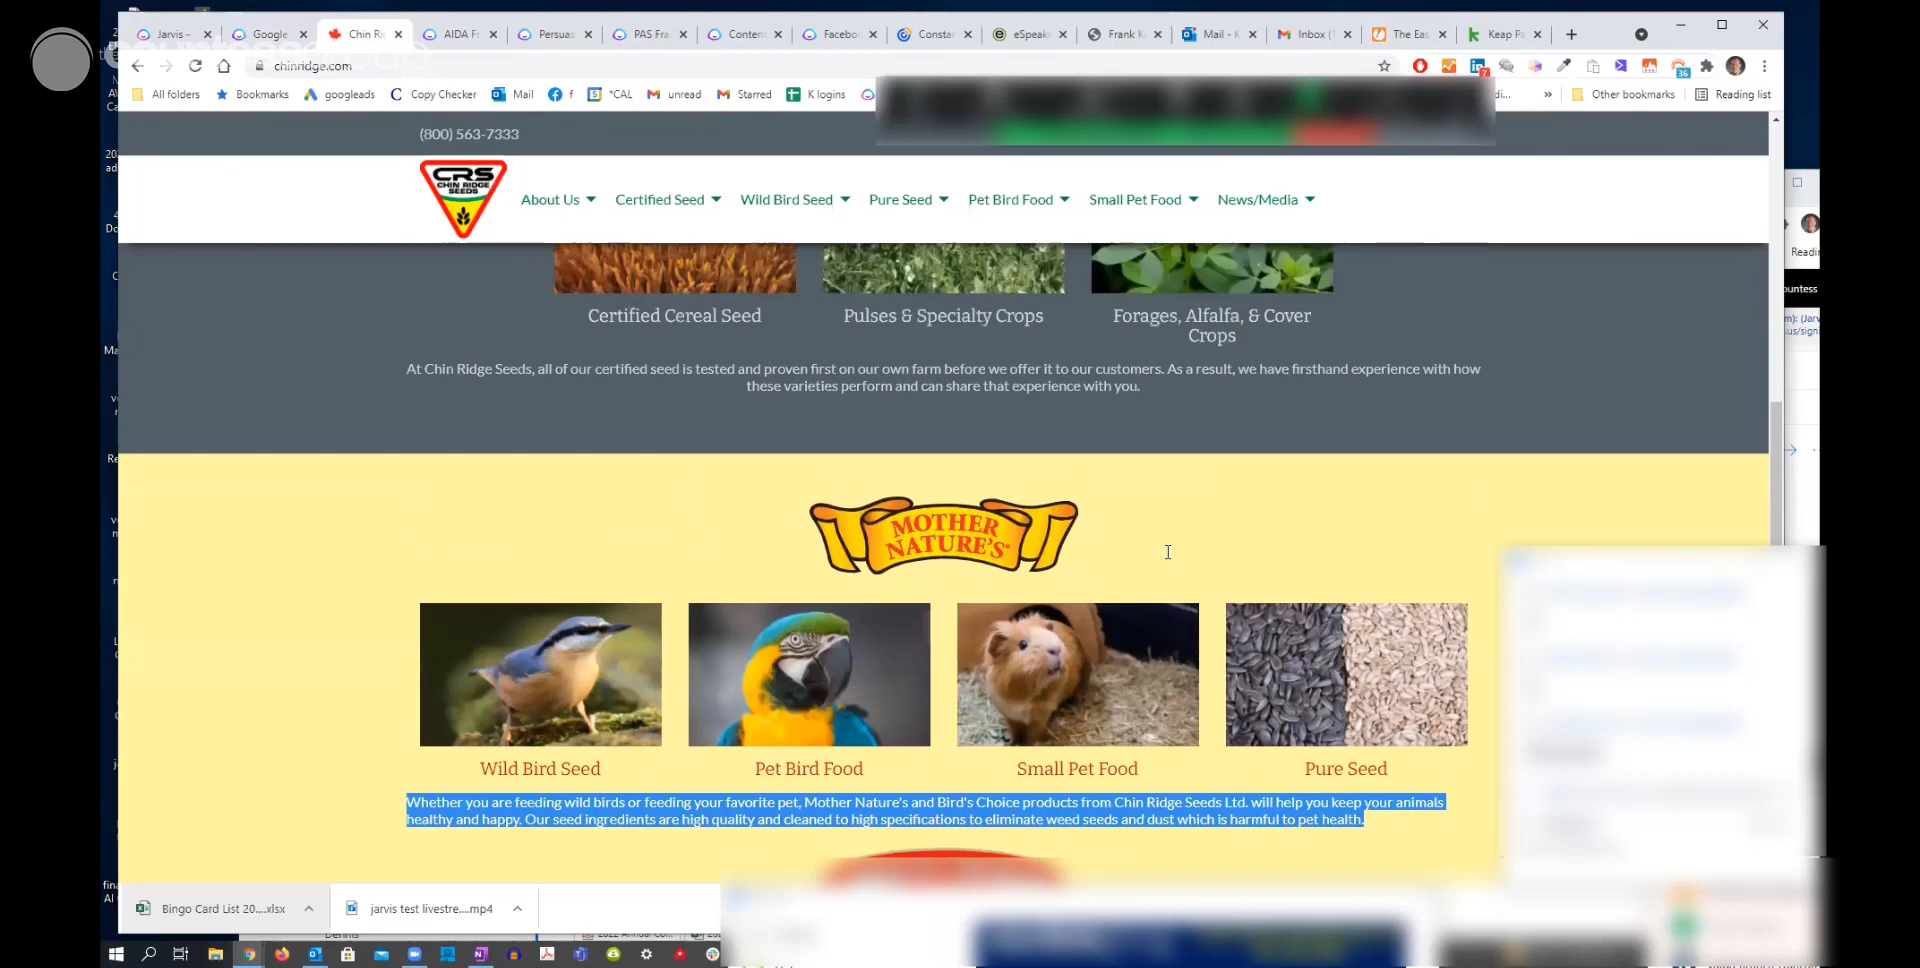 Jarvis –
Google
Chin Ri
AIDA F
Persuas
PAS Fra
Conten
Facebo
Constar
eSpeak
Frank K
Mail - K
Inbox (
The Eas
Keap P
chinridge.com
7
36
All folders
Bookmarks
googleads
Copy Checker
Mail
f
*CAL
unread
Starred
K logins
di...
»
Other bookmarks
Reading list
(800) 563-7333
CRS
CHIN RIDGE
SEEDS
About Us
Certified Seed
Wild Bird Seed
Pure Seed
Pet Bird Food
Small Pet Food
News/Media
Certified Cereal Seed
Pulses & Specialty Crops
Forages, Alfalfa, & Cover
Crops
At Chin Ridge Seeds, all of our certified seed is tested and proven first on our own farm before we offer it to our customers. As a result, we have firsthand experience with how
these varieties perform and can share that experience with you.
MOTHER
NATURE'S
Wild Bird Seed
Pet Bird Food
Small Pet Food
Pure Seed
Whether you are feeding wild birds or feeding your favorite pet, Mother Nature's and Bird's Choice products from Chin Ridge Seeds Ltd. will help you keep your animals
healthy and happy. Our seed ingredients are high quality and cleaned to high specifications to eliminate weed seeds and dust which is harmful to pet health.
Bingo Card List 20....xlsx
jarvis test livestre....mp4
Dennis